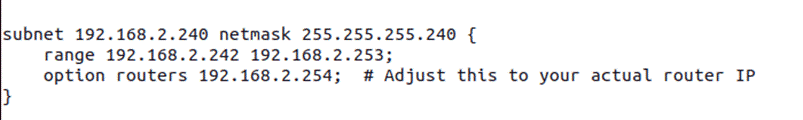 subnet 192.168.2.240 netmask 255.255.255.240 {
    range 192.168.2.242 192.168.2.253;
    option routers 192.168.2.254;  # Adjust this to your actual router IP
}